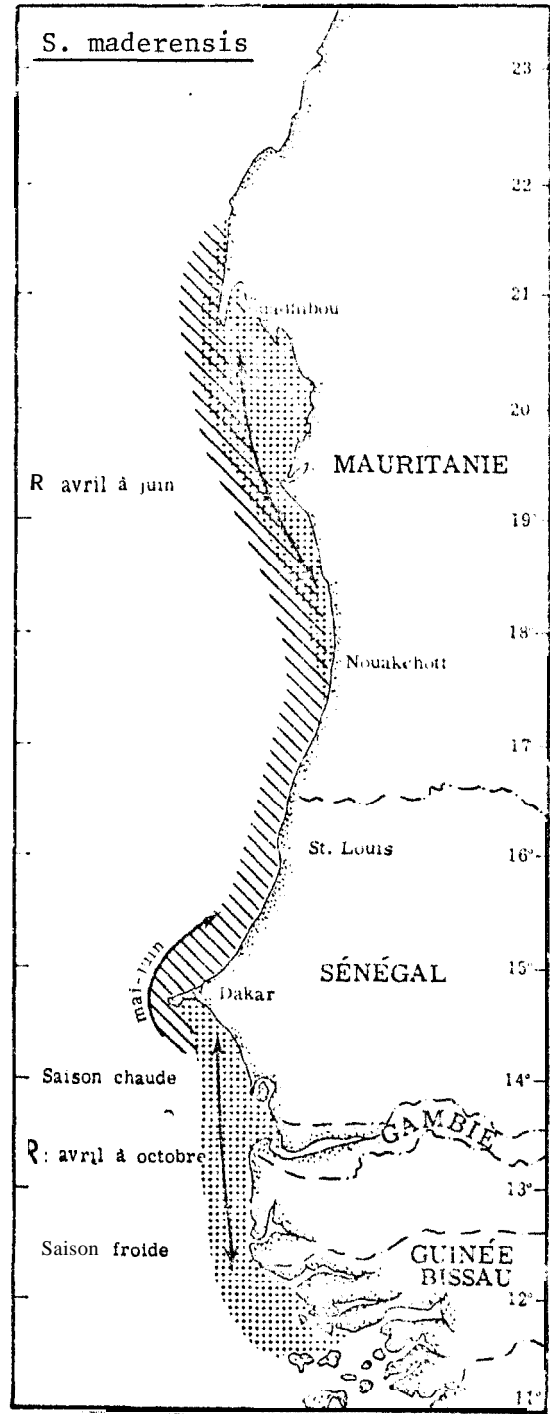 S. maderensis
23
22
21
20
MAURITANIE
R avril à juin
19°
18°
Nouakchott
17°
St. Louis
16°
mai-juin
15°
SÉNÉGAL
Dakar
Saison chaude
14°
GAMBIE
R: avril à octobre
13°
Saison froide
GUINÉE
BISSAU
12°
11°